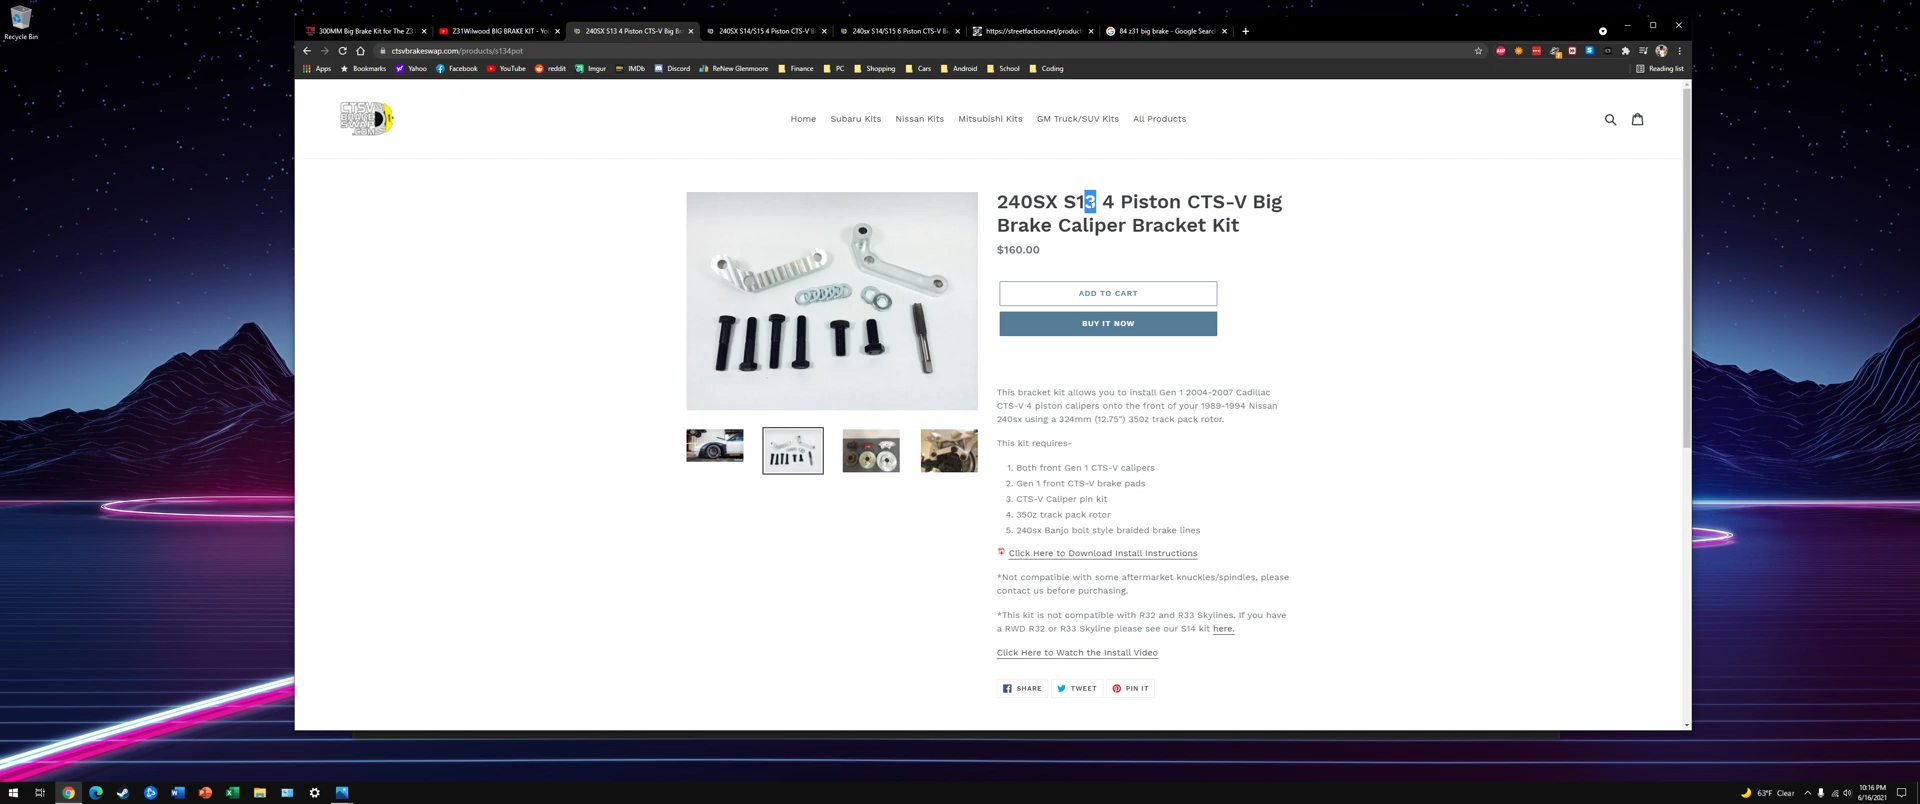 Recycle Bin
300MM Big Brake Kit for The Z31
Z31Wilwood BIG BRAKE KIT - You
240SX S13 4 Piston CTS-V Big Br
240SX S14/S15 4 Piston CTS-V B
240sx S14/S15 6 Piston CTS-V Bi
https://streetfaction.net/product
84 z31 big brake - Google Search
ctsvbrakeswap.com/products/s134pot
Apps
Bookmarks
Yahoo
Facebook
YouTube
reddit
Imgur
IMDb
Discord
ReNew Glenmoore
Finance
PC
Shopping
Cars
Android
School
Coding
Reading list
CTSV
BRAKE
SWAP
.COM
Home
Subaru Kits
Nissan Kits
Mitsubishi Kits
GM Truck/SUV Kits
All Products
240SX S13 4 Piston CTS-V Big
Brake Caliper Bracket Kit
$160.00
ADD TO CART
BUY IT NOW
This bracket kit allows you to install Gen 1 2004-2007 Cadillac
CTS-V 4 piston calipers onto the front of your 1989-1994 Nissan
240sx using a 324mm (12.75") 350z track pack rotor.
This kit requires-
1. Both front Gen 1 CTS-V calipers
2. Gen 1 front CTS-V brake pads
3. CTS-V Caliper pin kit
4. 350z track pack rotor
5. 240sx Banjo bolt style braided brake lines
Click Here to Download Install Instructions
*Not compatible with some aftermarket knuckles/spindles, please
contact us before purchasing.
*This kit is not compatible with R32 and R33 Skylines. If you have
a RWD R32 or R33 Skyline please see our S14 kit here.
Click Here to Watch the Install Video
SHARE
TWEET
PIN IT
63°F Clear
10:16 PM
6/16/2021